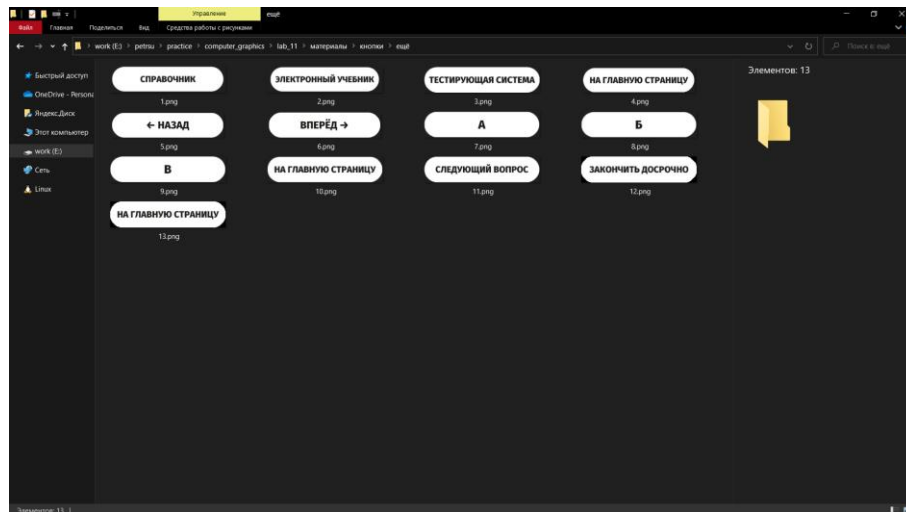 Управление
ещё
Файл
Главная
Поделиться
Вид
Средства работы с рисунками
work (E:) > petrsu > practice > computer_graphics > lab_11 > материалы > кнопки > ещё
Поиск в: ещё
Быстрый доступ
OneDrive - Persona
Яндекс.Диск
Этот компьютер
work (E:)
Сеть
Linux
СПРАВОЧНИК
ЭЛЕКТРОННЫЙ УЧЕБНИК
ТЕСТИРУЮЩАЯ СИСТЕМА
НА ГЛАВНУЮ СТРАНИЦУ
1.png
2.png
3.png
4.png
← НАЗАД
ВПЕРЁД →
А
Б
5.png
6.png
7.png
8.png
В
НА ГЛАВНУЮ СТРАНИЦУ
СЛЕДУЮЩИЙ ВОПРОС
ЗАКОНЧИТЬ ДОСРОЧНО
9.png
10.png
11.png
12.png
НА ГЛАВНУЮ СТРАНИЦУ
13.png
Элементов: 13
Элементов: 13